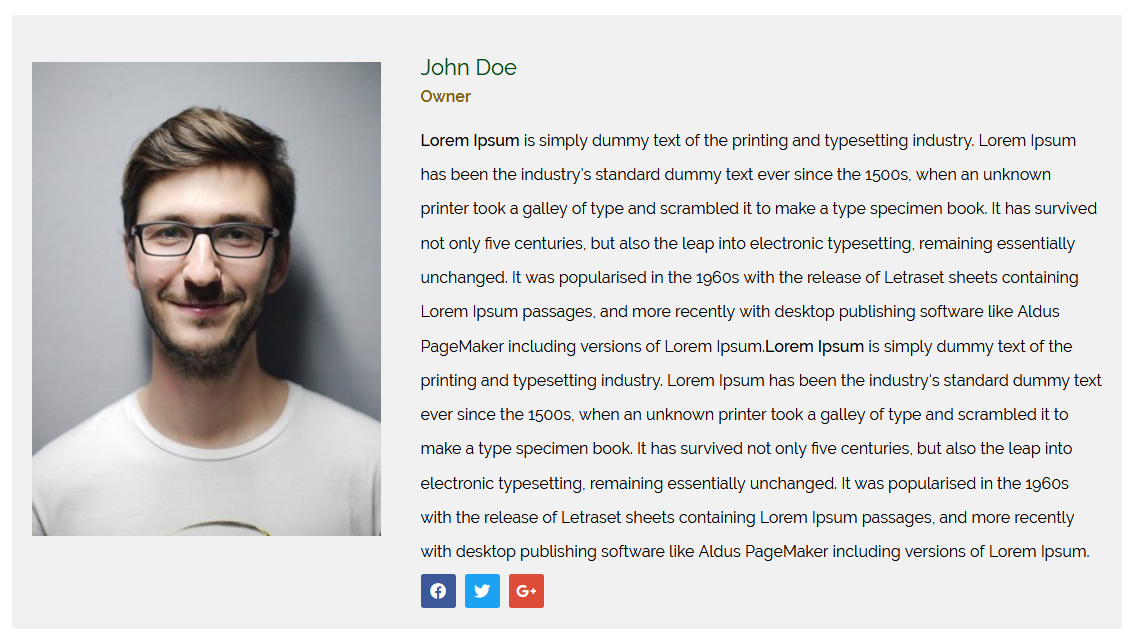 John Doe
Owner
Lorem Ipsum is simply dummy text of the printing and typesetting industry. Lorem Ipsum
has been the industry's standard dummy text ever since the 1500s, when an unknown
printer took a galley of type and scrambled it to make a type specimen book. It has survived
not only five centuries, but also the leap into electronic typesetting, remaining essentially
unchanged. It was popularised in the 1960s with the release of Letraset sheets containing
Lorem Ipsum passages, and more recently with desktop publishing software like Aldus
PageMaker including versions of Lorem Ipsum.Lorem Ipsum is simply dummy text of the
printing and typesetting industry. Lorem Ipsum has been the industry's standard dummy text
ever since the 1500s, when an unknown printer took a galley of type and scrambled it to
make a type specimen book. It has survived not only five centuries, but also the leap into
electronic typesetting, remaining essentially unchanged. It was popularised in the 1960s
with the release of Letraset sheets containing Lorem Ipsum passages, and more recently
with desktop publishing software like Aldus PageMaker including versions of Lorem Ipsum.
G+